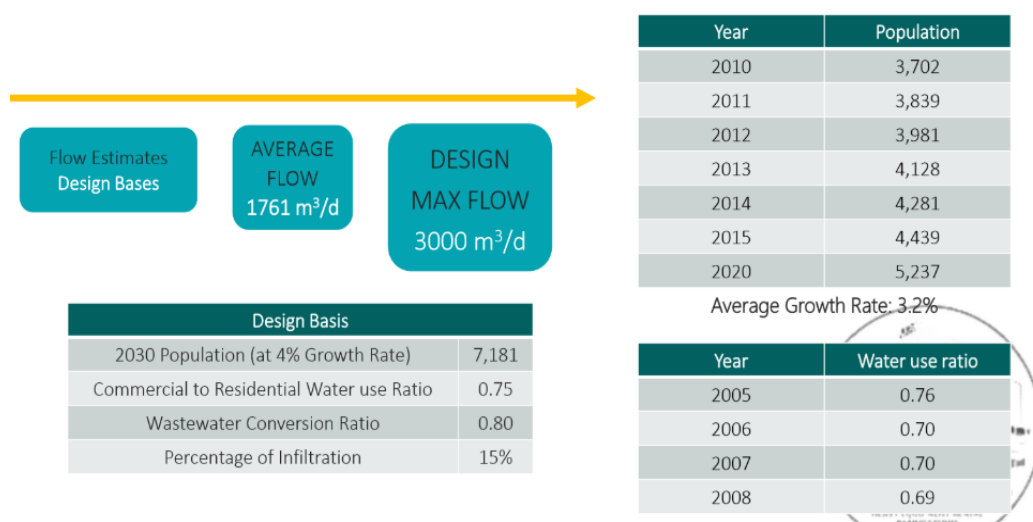 Flow Estimates
Design Bases
AVERAGE
FLOW
1761 m³/d
DESIGN
MAX FLOW
3000 m³/d
Design Basis
2030 Population (at 4% Growth Rate) 7,181
Commercial to Residential Water use Ratio 0.75
Wastewater Conversion Ratio 0.80
Percentage of Infiltration 15%
Year Population
2010 3,702
2011 3,839
2012 3,981
2013 4,128
2014 4,281
2015 4,439
2020 5,237
Average Growth Rate: 3.2%
Year Water use ratio
2005 0.76
2006 0.70
2007 0.70
2008 0.69